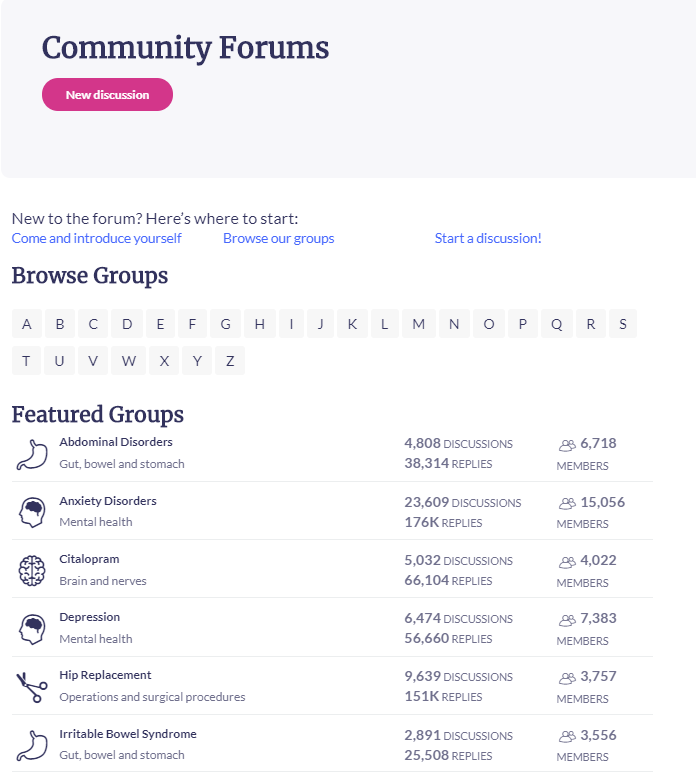 Community Forums
New discussion
New to the forum? Here's where to start:
Come and introduce yourself Browse our groups Start a discussion!
Browse Groups
A B C D E F G H I J K L M N O P Q R S
T U V W X Y Z
Featured Groups
Abdominal Disorders 4,808 DISCUSSIONS 6,718
Gut, bowel and stomach 38,314 REPLIES MEMBERS
Anxiety Disorders 23,609 DISCUSSIONS 15,056
Mental health 176K REPLIES MEMBERS
Citalopram 5,032 DISCUSSIONS 4,022
Brain and nerves 66,104 REPLIES MEMBERS
Depression 6,474 DISCUSSIONS 7,383
Mental health 56,660 REPLIES MEMBERS
Hip Replacement 9,639 DISCUSSIONS 3,757
Operations and surgical procedures 151K REPLIES MEMBERS
Irritable Bowel Syndrome 2,891 DISCUSSIONS 3,556
Gut, bowel and stomach 25,508 REPLIES MEMBERS